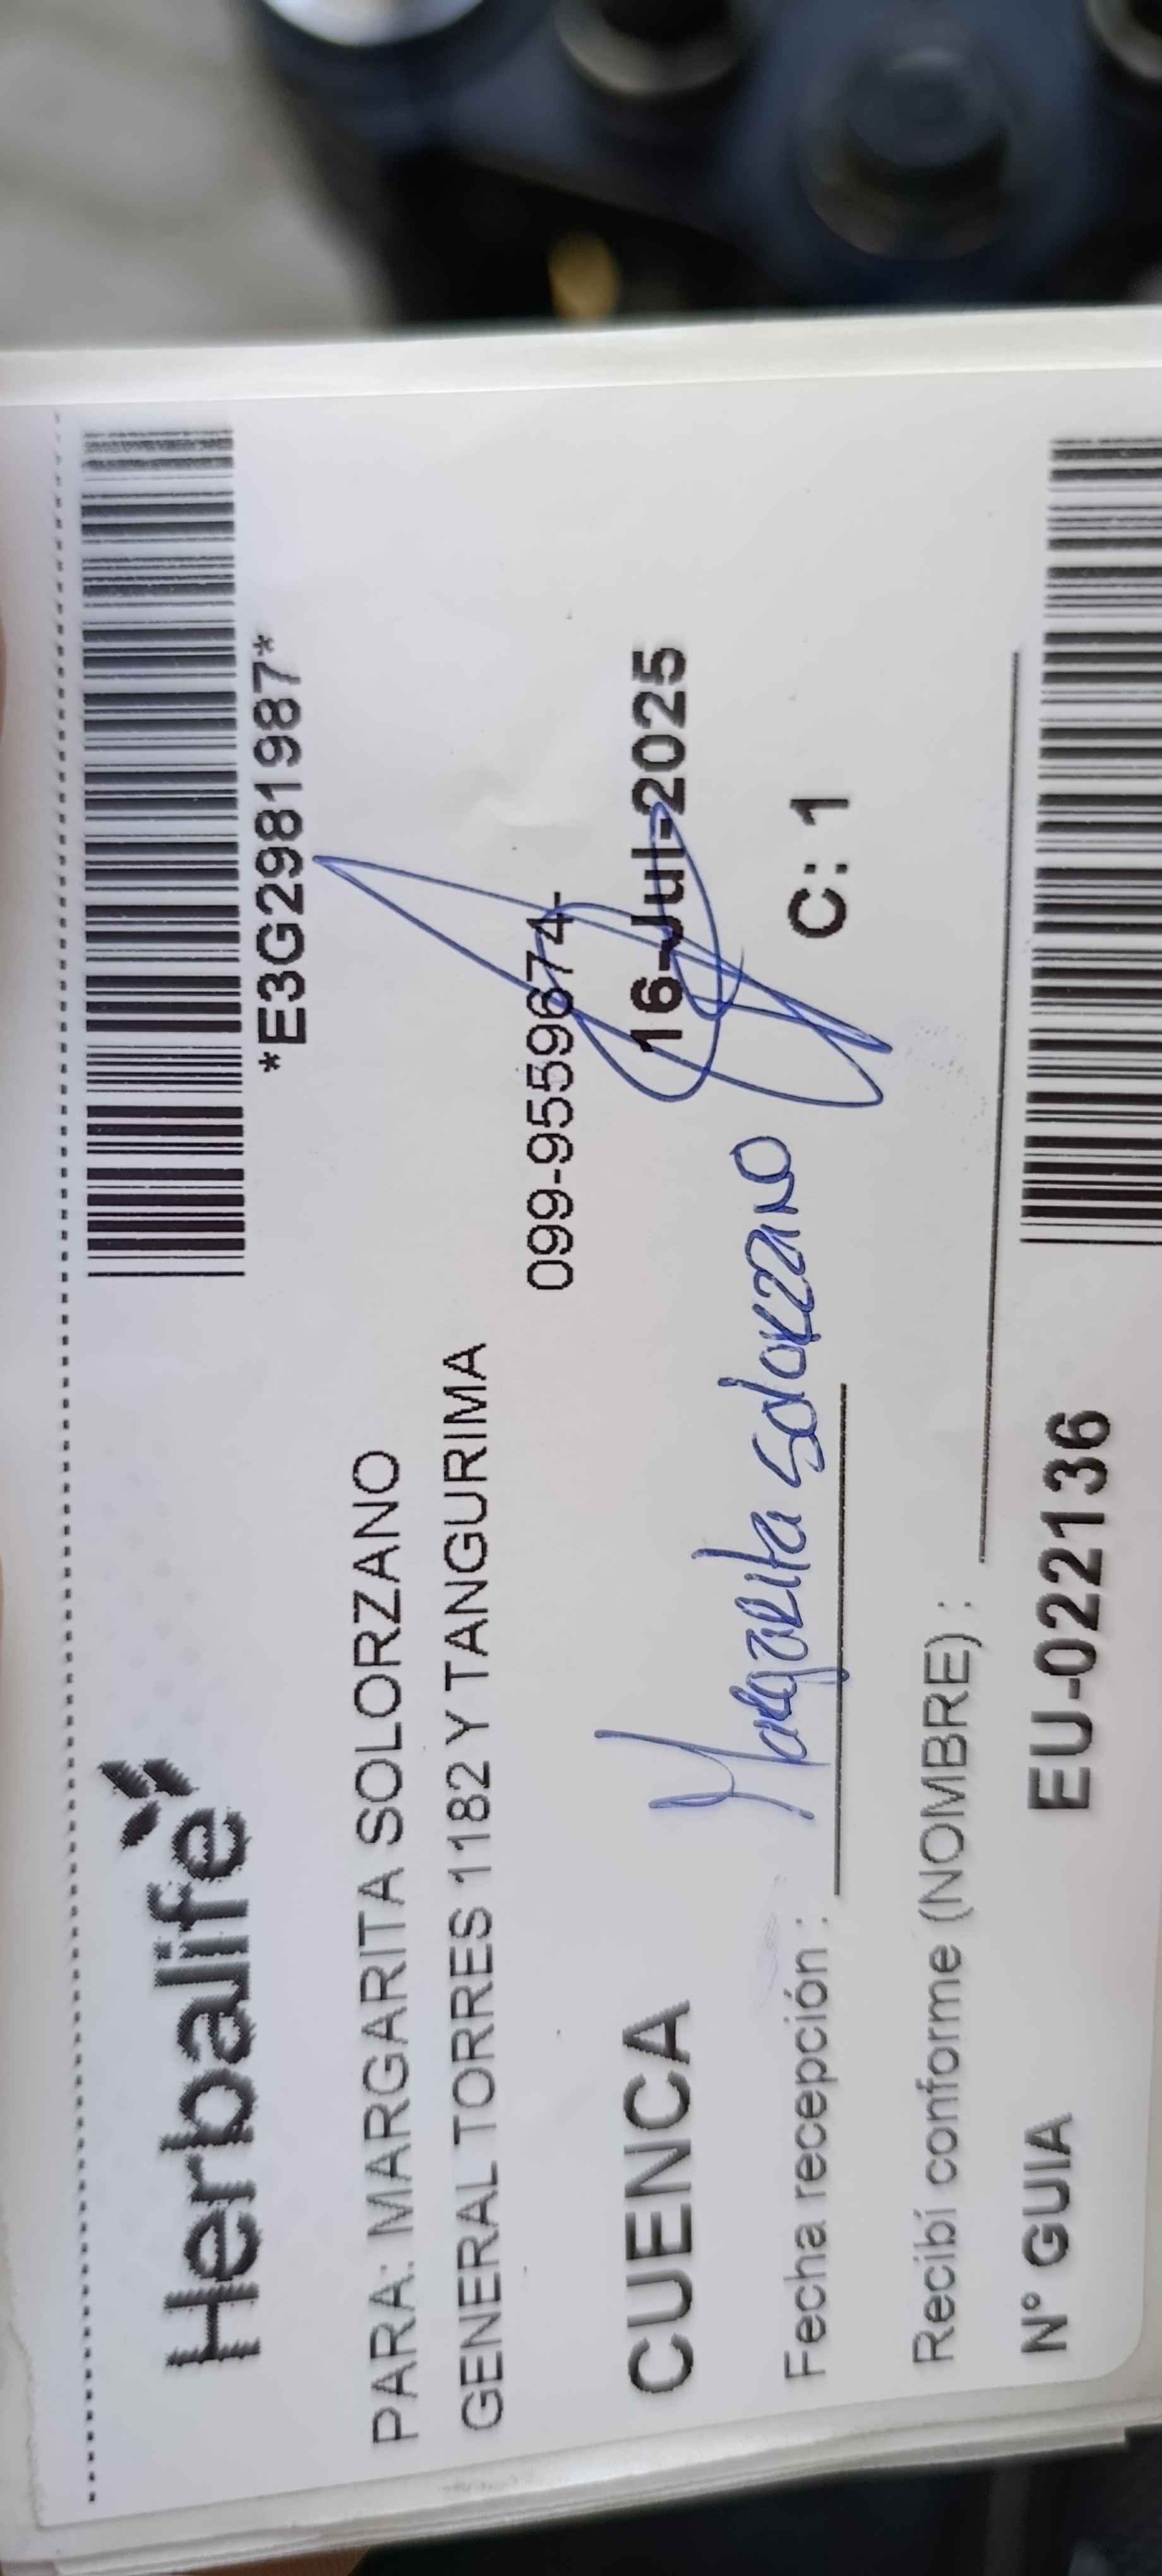 Herbalife
*E3G2981987*
PARA: MARGARITA SOLORZANO
GENERAL TORRES 1182 Y TANGURIMA
099-9559674-
CUENCA 16-Jul-2025
Margarita Solorzano
Fecha recepción : C: 1
Recibí conforme (NOMBRE) :
N° GUIA EU-022136